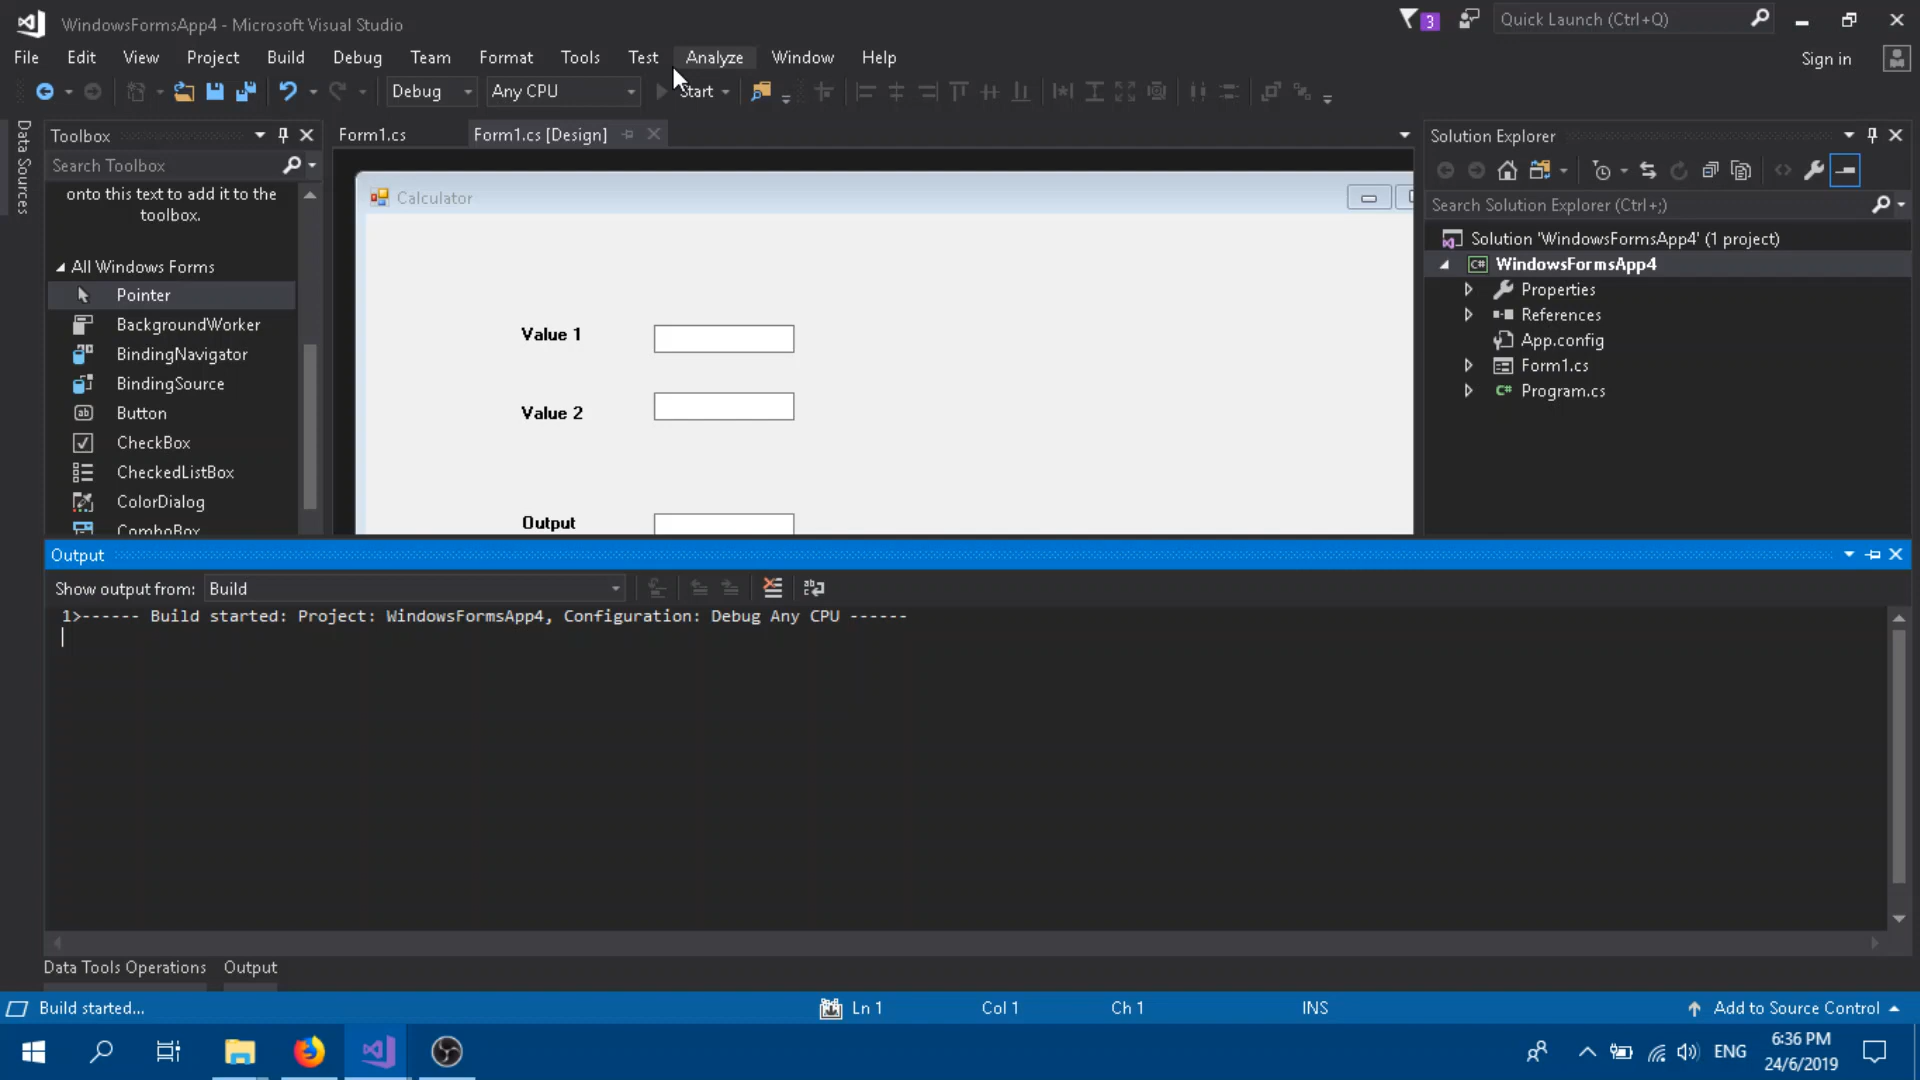 WindowsFormsApp4 - Microsoft Visual Studio
3
Quick Launch (Ctrl+Q)
File Edit View Project Build Debug Team Format Tools Test Analyze Window Help
Sign in
Debug Any CPU Start
Data Sources
Toolbox
Search Toolbox
onto this text to add it to the
toolbox.
All Windows Forms
Pointer
BackgroundWorker
BindingNavigator
BindingSource
Button
CheckBox
CheckedListBox
ColorDialog
ComboBox
Form1.cs
Form1.cs [Design]
Calculator
Value 1
Value 2
Output
Solution Explorer
Search Solution Explorer (Ctrl+;)
Solution 'WindowsFormsApp4' (1 project)
C# WindowsFormsApp4
Properties
References
App.config
Form1.cs
C# Program.cs
Output
Show output from: Build
1>------ Build started: Project: WindowsFormsApp4, Configuration: Debug Any CPU ------
Data Tools Operations Output
Build started... Ln 1 Col 1 Ch 1 INS Add to Source Control
ENG
6:36 PM
24/6/2019